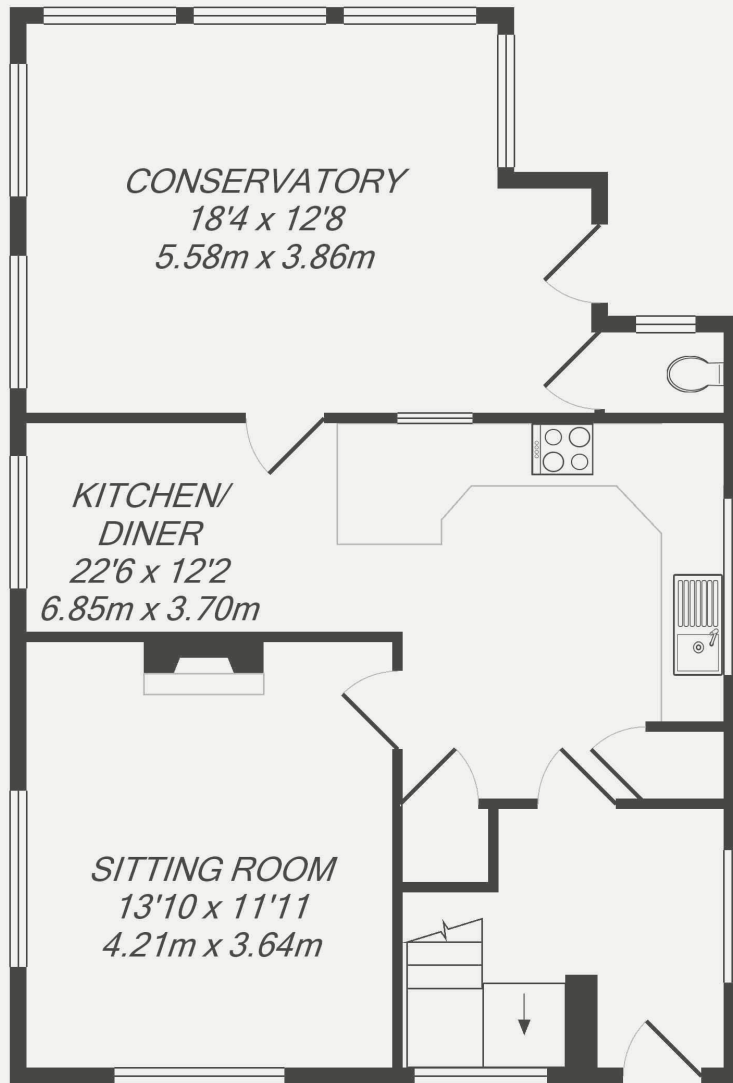 CONSERVATORY
18'4 x 12'8
5.58m x 3.86m
KITCHEN/
DINER
22'6 x 12'2
6.85m x 3.70m
SITTING ROOM
13'10 x 11'11
4.21m x 3.64m